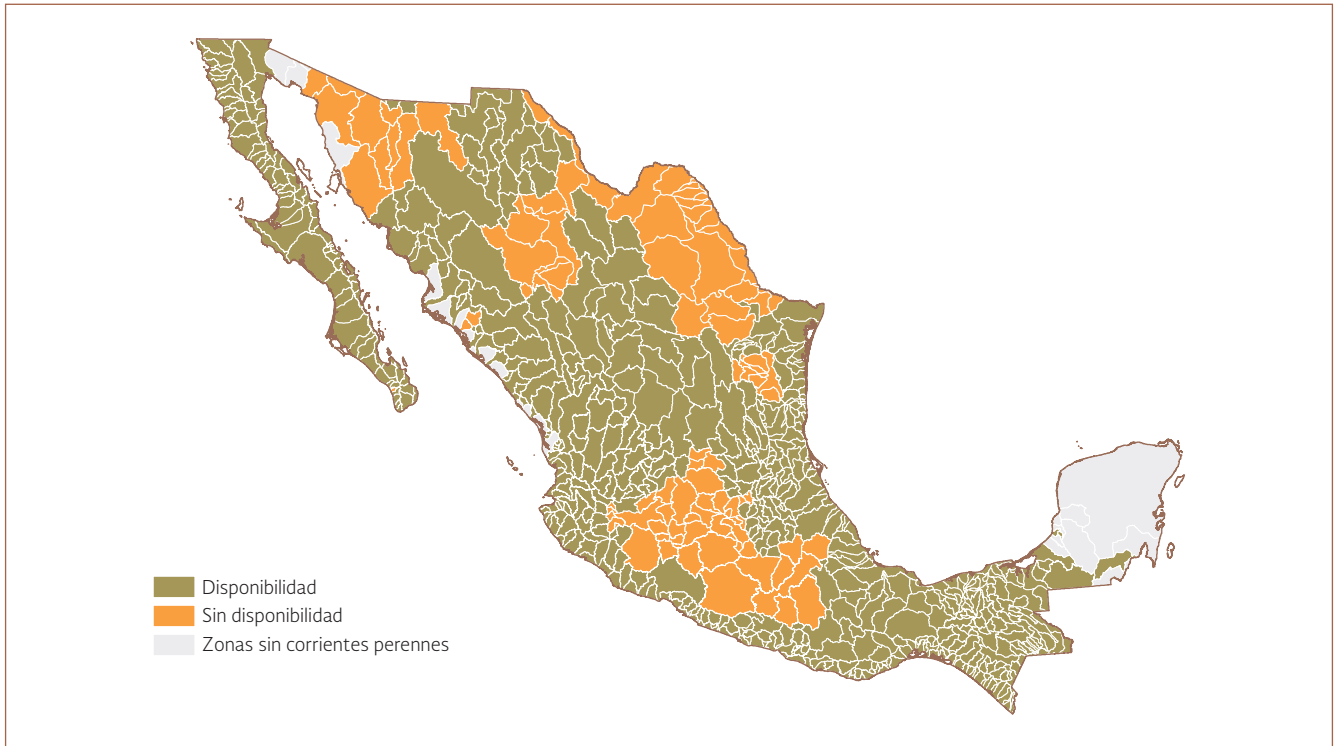 Disponibilidad
Sin disponibilidad
Zonas sin corrientes perennes